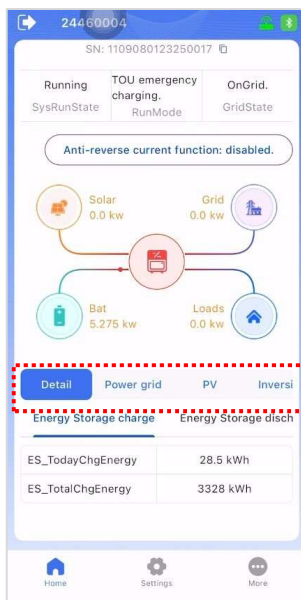 24460004
SN: 1109080123250017
Running
SysRunState
TOU emergency
charging.
RunMode
OnGrid.
GridState
Anti-reverse current function: disabled.
Solar
0.0 kw
Grid
0.0 kw
Bat
5.275 kw
Loads
0.0 kw
Detail Power grid PV Inversi
Energy Storage charge Energy Storage disch
ES_TodayChgEnergy 28.5 kWh
ES_TotalChgEnergy 3328 kWh
Home Settings More